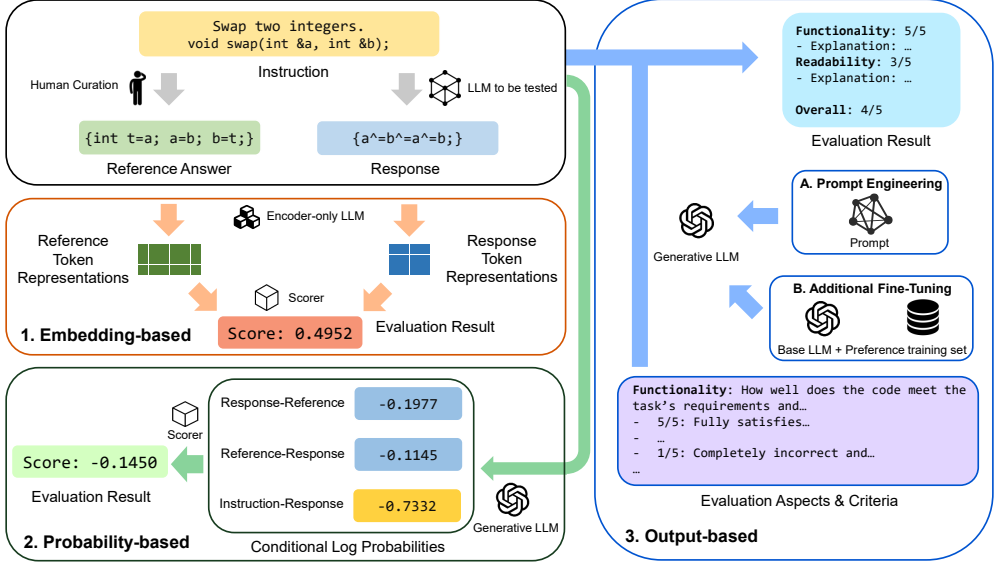 Swap two integers.
void swap(int &a, int &b);
Instruction
Human Curation
LLM to be tested
{int t=a; a=b; b=t;}
{a^=b^=a^=b;}
Reference Answer
Response
Encoder-only LLM
Reference
Token
Representations
Response
Token
Representations
Scorer
Score: 0.4952
Evaluation Result
1. Embedding-based
Response-Reference
-0.1977
Reference-Response
-0.1145
Instruction-Response
-0.7332
Scorer
Score: -0.1450
Evaluation Result
Generative LLM
2. Probability-based
Conditional Log Probabilities
Functionality: 5/5
- Explanation: …
Readability: 3/5
- Explanation: …
Overall: 4/5
Evaluation Result
A. Prompt Engineering
Prompt
Generative LLM
B. Additional Fine-Tuning
Base LLM + Preference training set
Functionality: How well does the code meet the
task's requirements and…
- 5/5: Fully satisfies…
- …
- 1/5: Completely incorrect and…
…
Evaluation Aspects & Criteria
3. Output-based